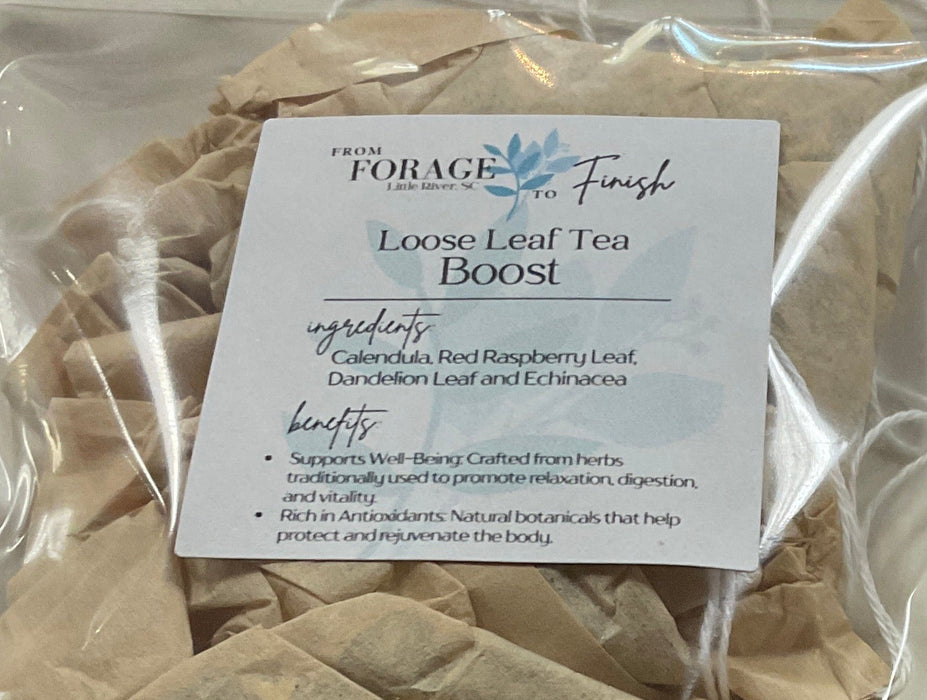 FROM
FORAGE
Little River, SC
TO Finish
Loose Leaf Tea
Boost
ingredients:
Calendula, Red Raspberry Leaf,
Dandelion Leaf and Echinacea
benefits:
• Supports Well-Being: Crafted from herbs
traditionally used to promote relaxation, digestion,
and vitality.
• Rich in Antioxidants: Natural botanicals that help
protect and rejuvenate the body.